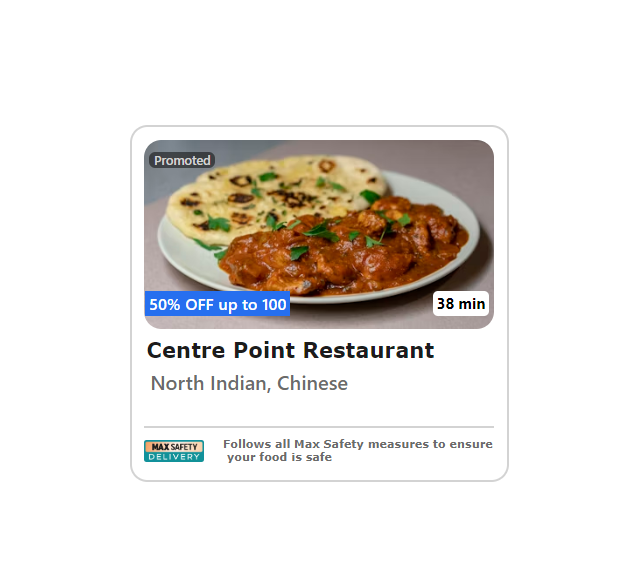 Promoted
50% OFF up to 100
38 min
Centre Point Restaurant
North Indian, Chinese
MAX SAFETY
DELIVERY
Follows all Max Safety measures to ensure
your food is safe